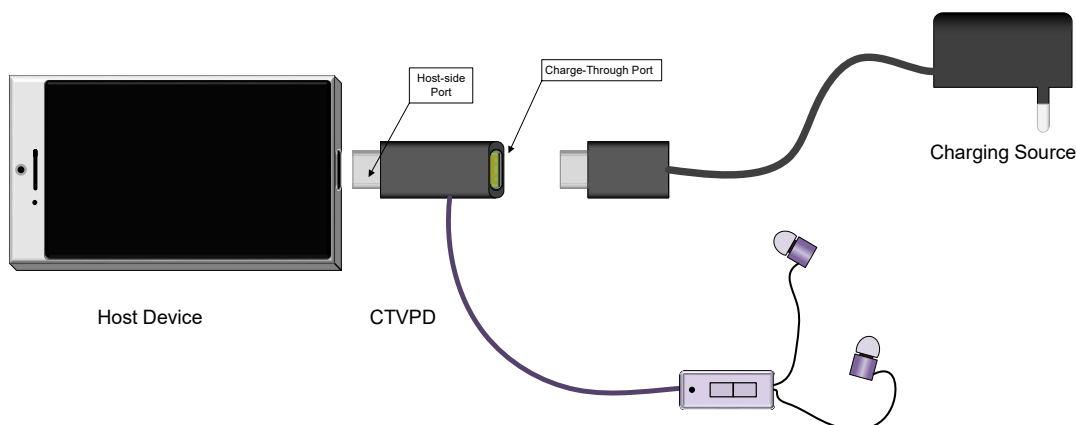 Host-side
Port
Charge-Through Port
Charging Source
Host Device
CTVPD